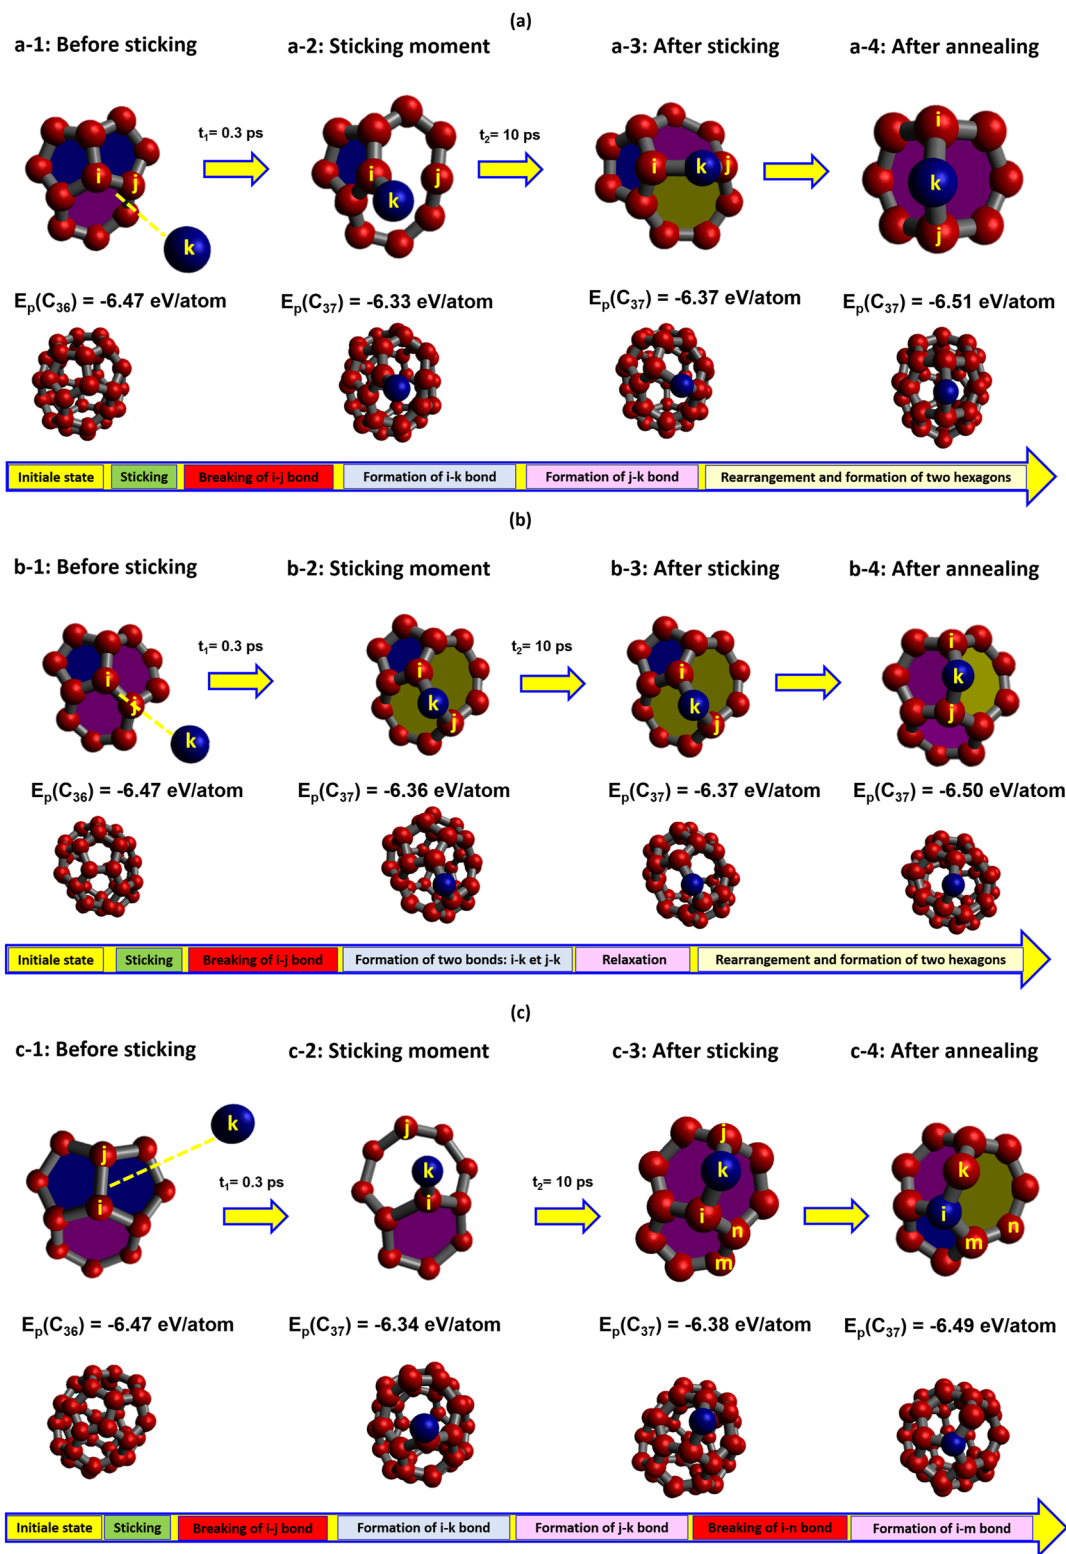 (a)
a-1: Before sticking
a-2: Sticking moment
a-3: After sticking
a-4: After annealing
t₁= 0.3 ps
t₂= 10 ps
i
j
k
i
j
k
i
k
j
i
k
j
Eₚ(C₃₆) = -6.47 eV/atom
Eₚ(C₃₇) = -6.33 eV/atom
Eₚ(C₃₇) = -6.37 eV/atom
Eₚ(C₃₇) = -6.51 eV/atom
Initiale state
Sticking
Breaking of i-j bond
Formation of i-k bond
Formation of j-k bond
Rearrangement and formation of two hexagons
(b)
b-1: Before sticking
b-2: Sticking moment
b-3: After sticking
b-4: After annealing
t₁= 0.3 ps
t₂= 10 ps
i
j
k
i
k
j
i
k
j
i
k
j
Eₚ(C₃₆) = -6.47 eV/atom
Eₚ(C₃₇) = -6.36 eV/atom
Eₚ(C₃₇) = -6.37 eV/atom
Eₚ(C₃₇) = -6.50 eV/atom
Initiale state
Sticking
Breaking of i-j bond
Formation of two bonds: i-k et j-k
Relaxation
Rearrangement and formation of two hexagons
(c)
c-1: Before sticking
c-2: Sticking moment
c-3: After sticking
c-4: After annealing
t₁= 0.3 ps
t₂= 10 ps
k
j
i
j
k
i
j
k
i
n
m
k
i
n
m
Eₚ(C₃₆) = -6.47 eV/atom
Eₚ(C₃₇) = -6.34 eV/atom
Eₚ(C₃₇) = -6.38 eV/atom
Eₚ(C₃₇) = -6.49 eV/atom
Initiale state
Sticking
Breaking of i-j bond
Formation of i-k bond
Formation of j-k bond
Breaking of i-n bond
Formation of i-m bond